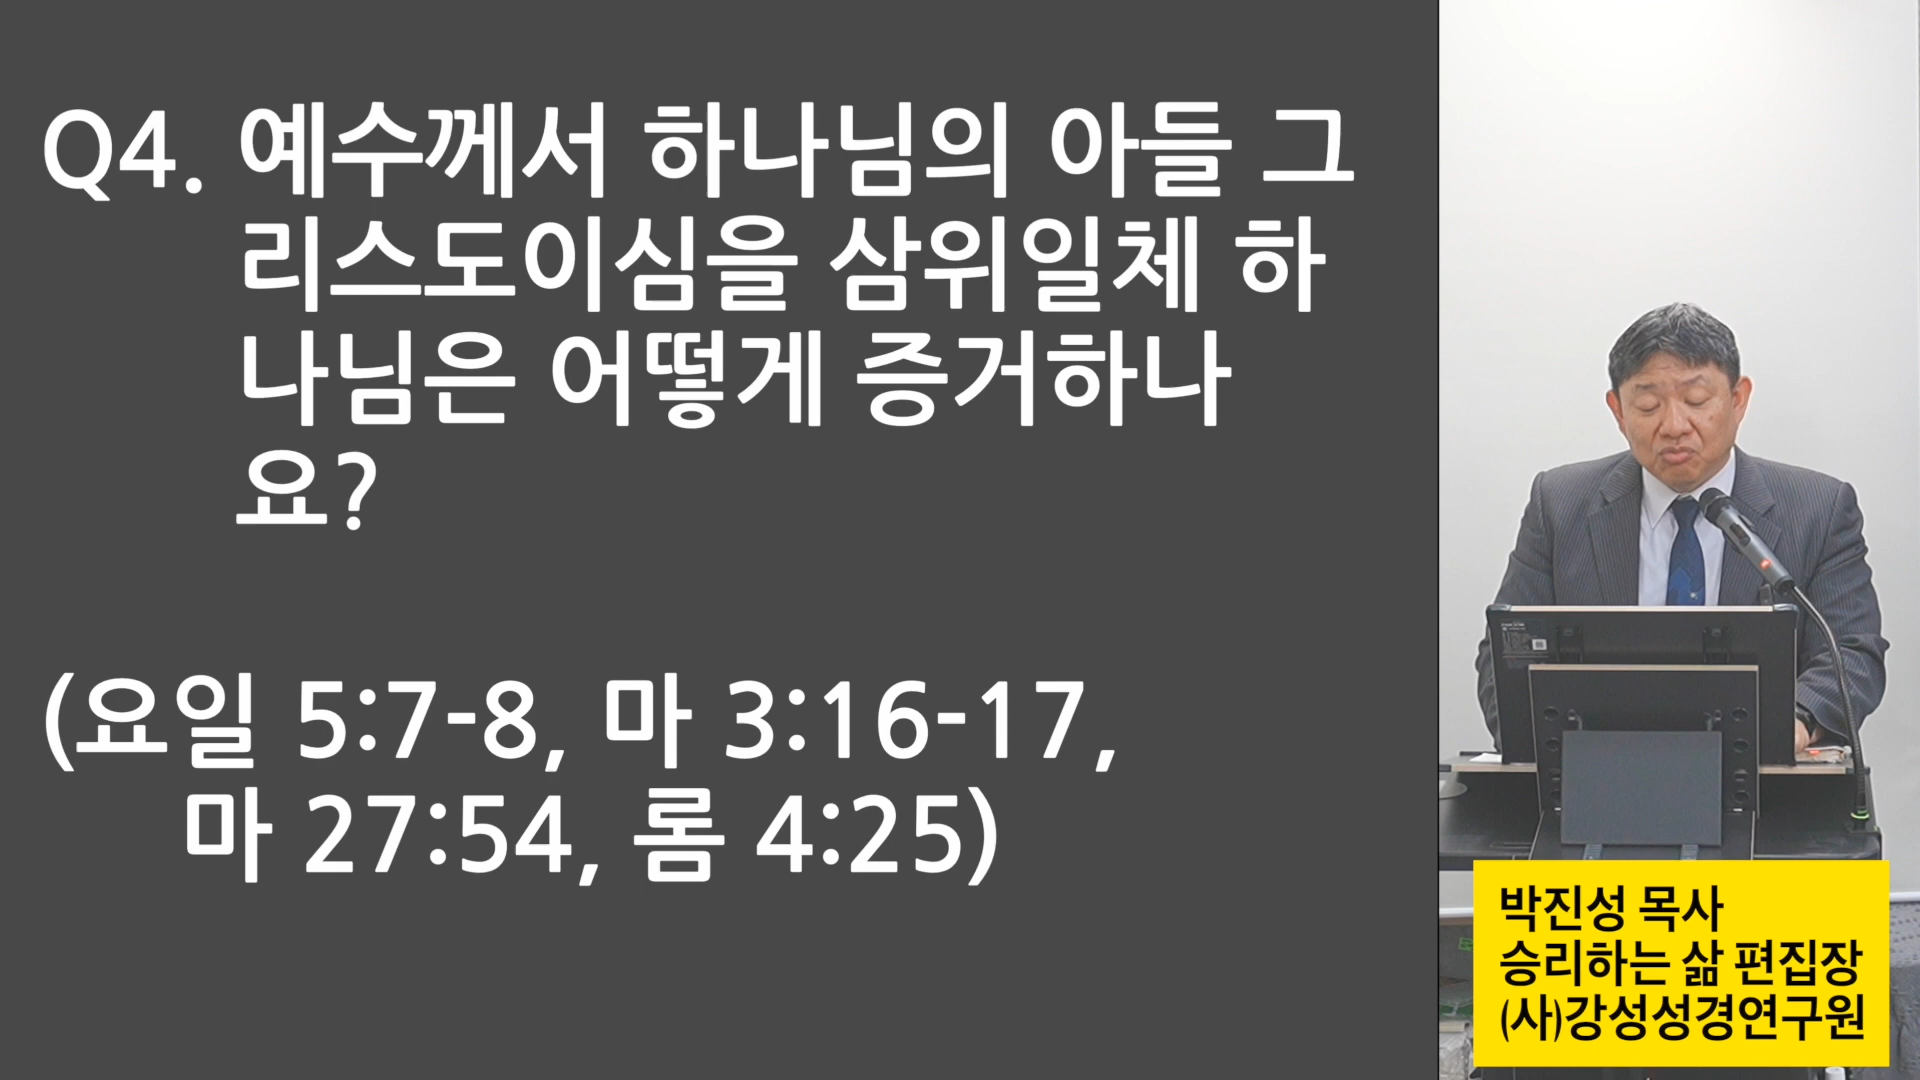 Q4. 예수께서 하나님의 아들 그
리스도이심을 삼위일체 하
나님은 어떻게 증거하나
요?
(요일 5:7-8, 마 3:16-17,
마 27:54, 롬 4:25)
박진성 목사
승리하는 삶 편집장
(사)강성성경연구원